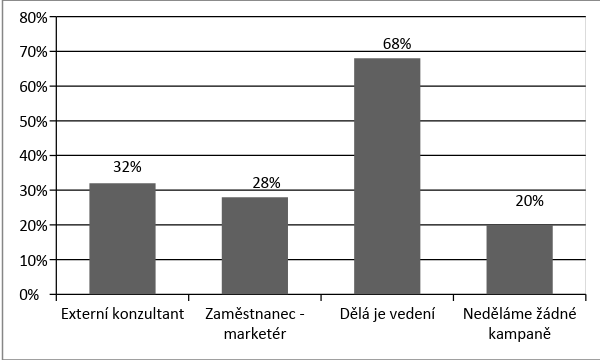 80%
70%
68%
60%
50%
40%
32%
30%
28%
20%
20%
10%
0%
Externí konzultant
Zaměstnanec -
marketér
Dělá je vedení
Neděláme žádné
kampaně